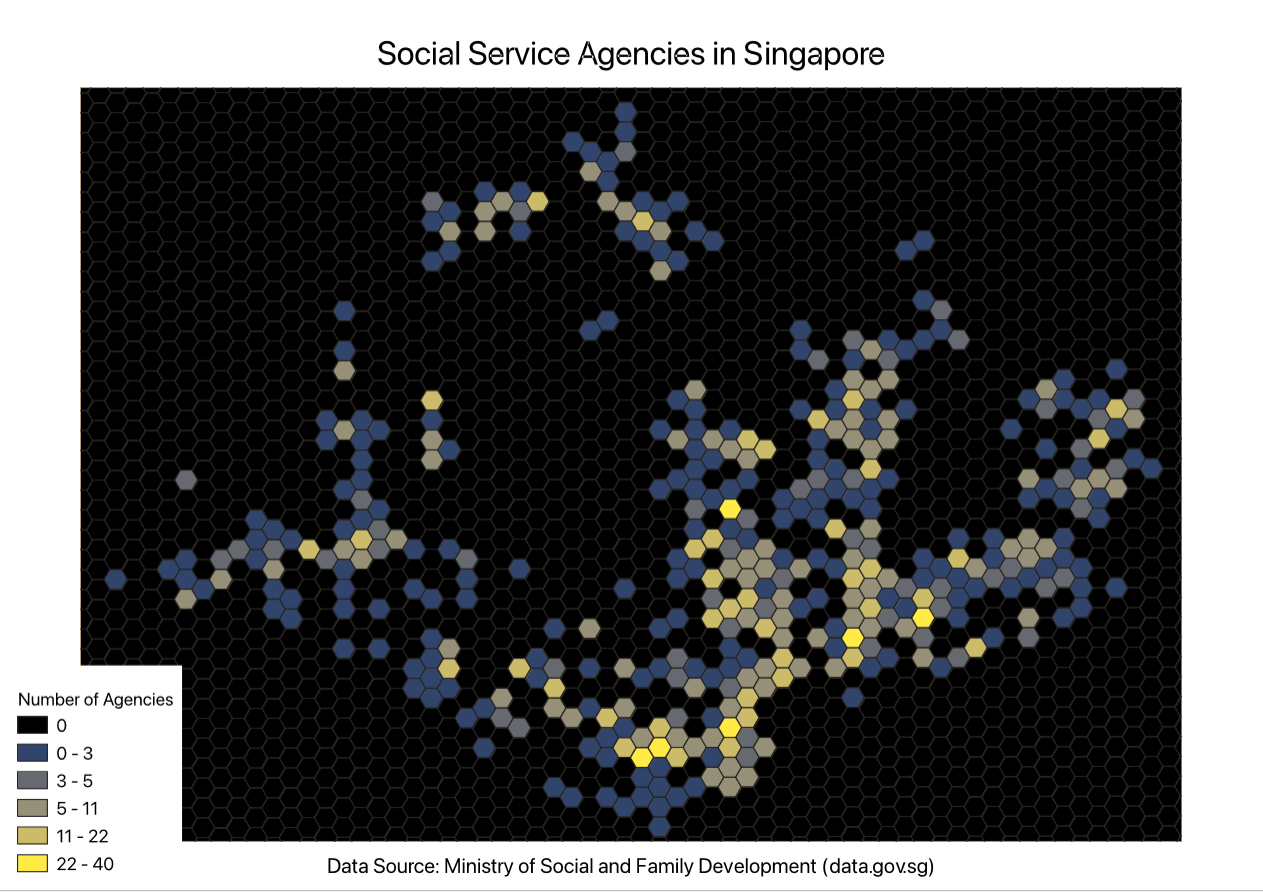 Social Service Agencies in Singapore
Number of Agencies
0
0 - 3
3 - 5
5 - 11
11 - 22
22 - 40
Data Source: Ministry of Social and Family Development (data.gov.sg)